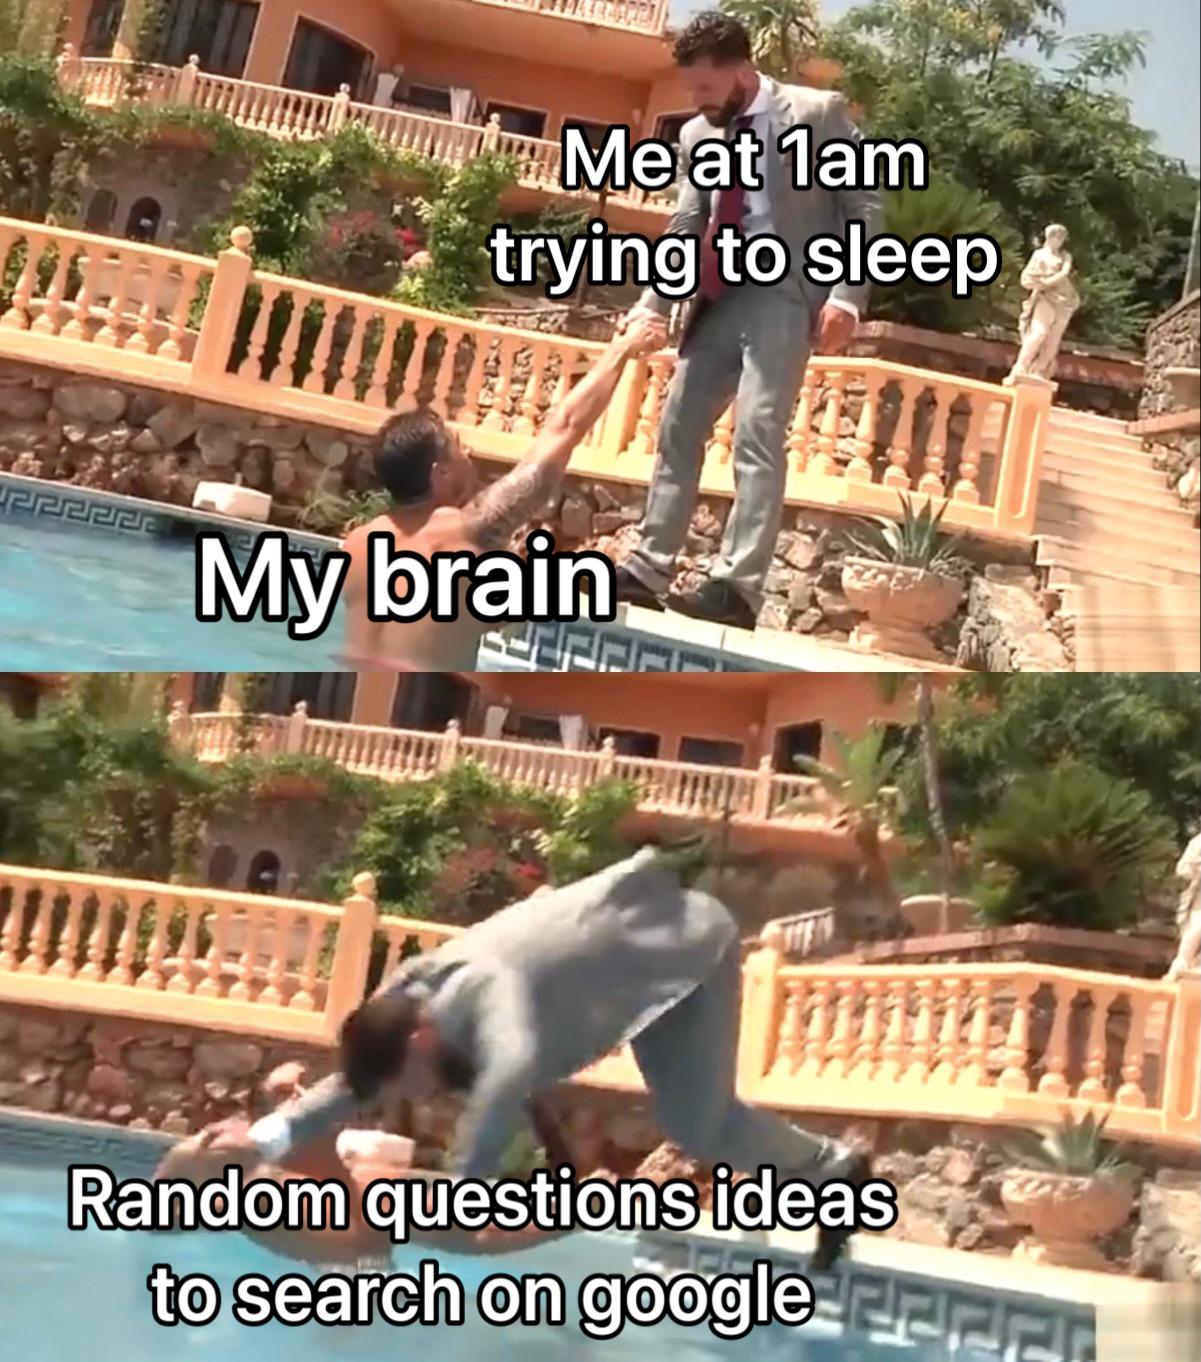 Me at 1am
trying to sleep
My brain
Random questions ideas
to search on google